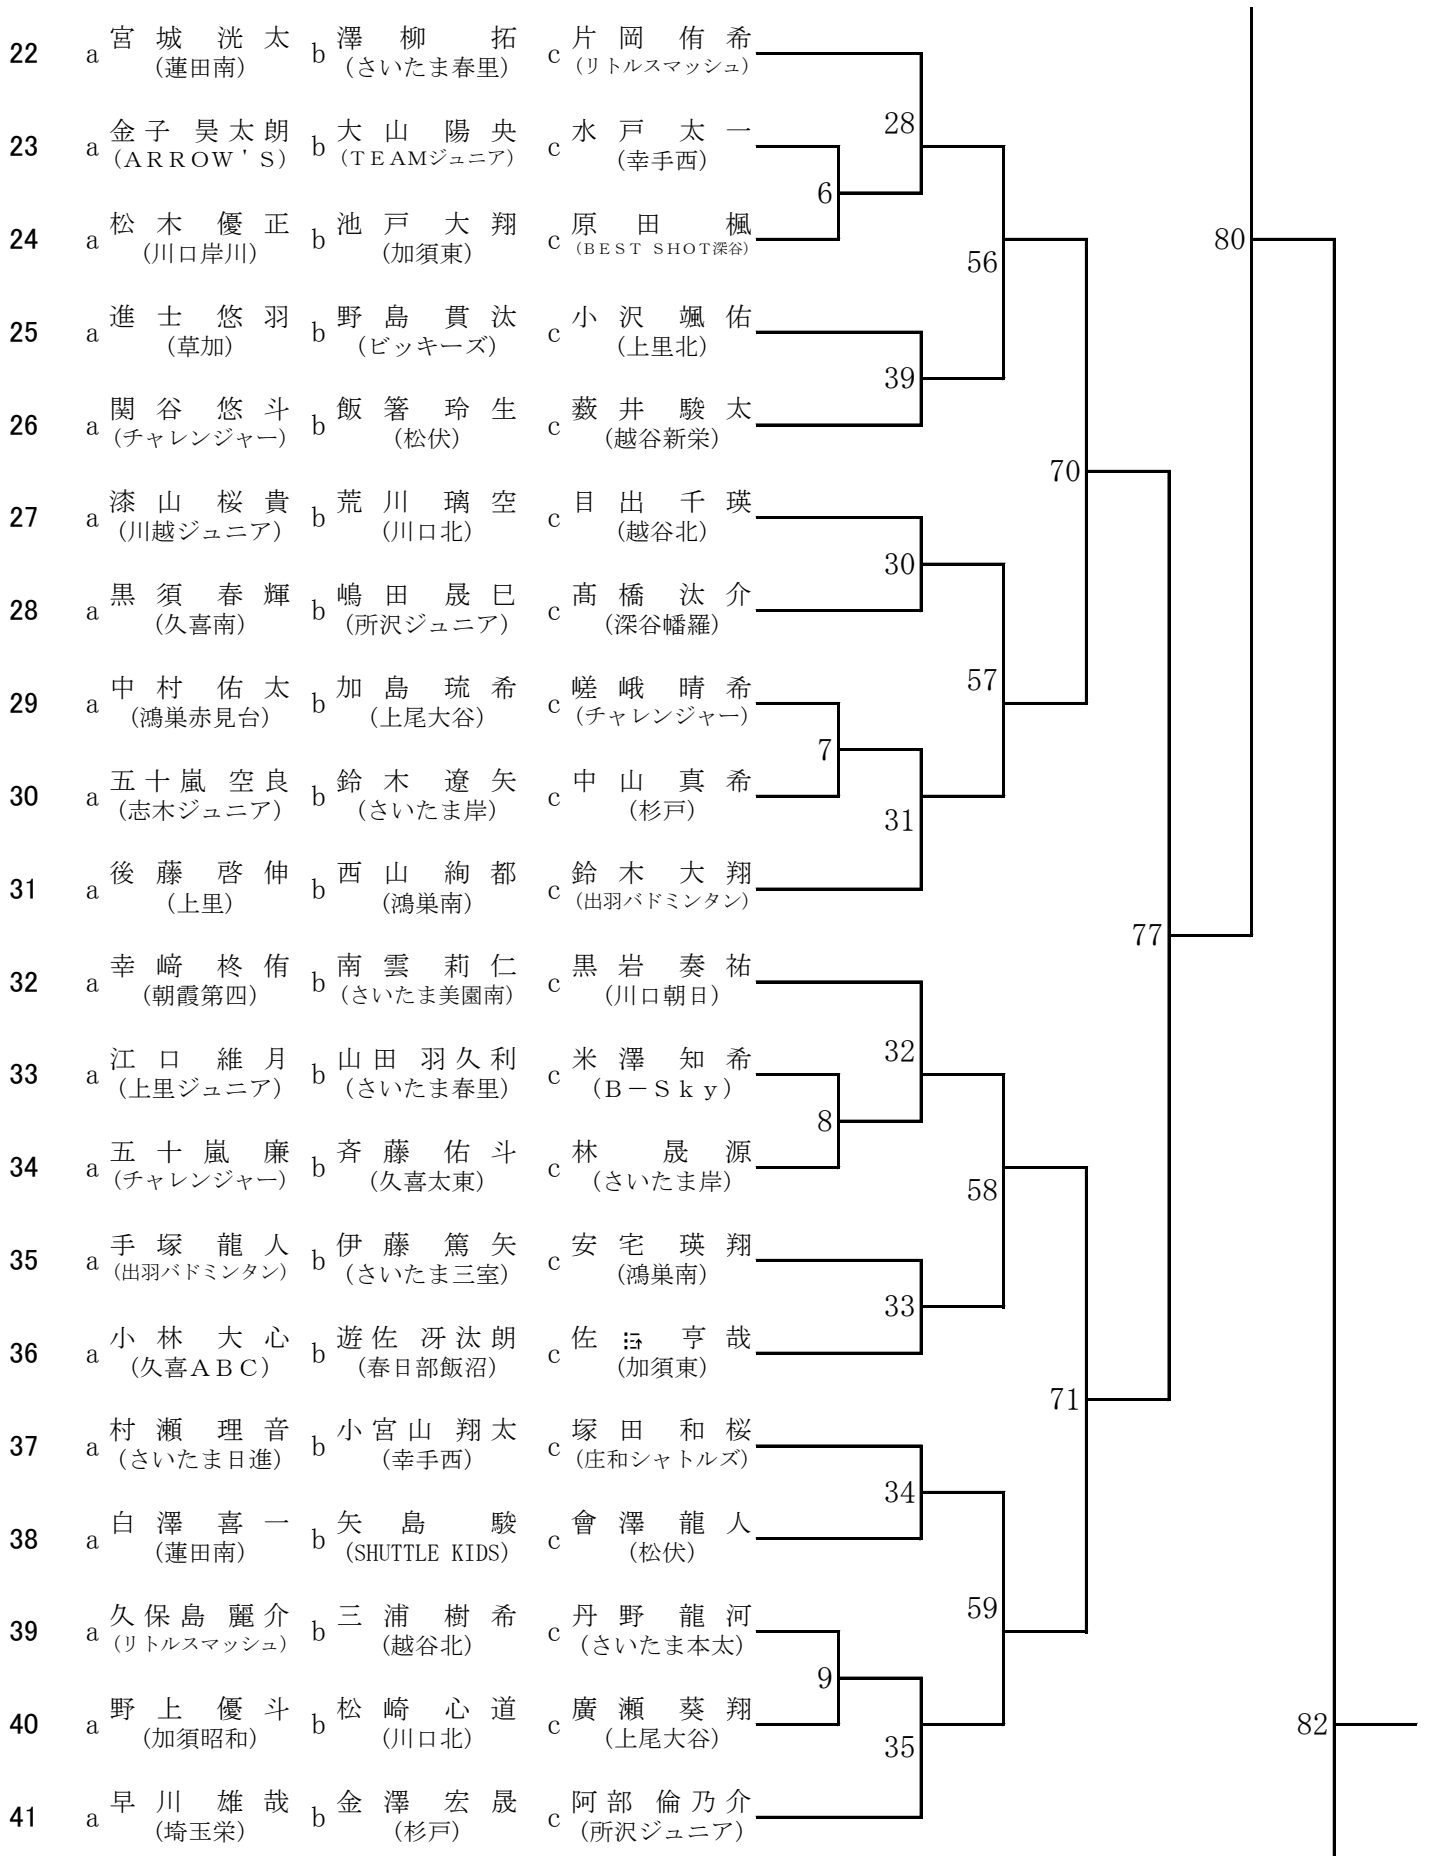 22 a 宮城 洸太 b 澤柳 拓 c 片岡 侑希
(蓮田南) (さいたま春里) (リトルスマッシュ)
28
23 a 金子 昊太朗 b 大山 陽央 c 水戸 太一
(ARROW'S) (TEAMジュニア) (幸手西)
6
24 a 松木 優正 b 池戸 大翔 c 原田 楓
(川口岸川) (加須東) (BEST SHOT深谷)
80
56
25 a 進士 悠羽 b 野島 貫汰 c 小沢 颯佑
(草加) (ビッキーズ) (上里北)
39
26 a 関谷 悠斗 b 飯箸 玲生 c 薮井 駿太
(チャレンジャー) (松伏) (越谷新栄)
70
27 a 漆山 桜貴 b 荒川 璃空 c 目出 千瑛
(川越ジュニア) (川口北) (越谷北)
30
28 a 黒須 春輝 b 嶋田 晟巳 c 髙橋 汰介
(久喜南) (所沢ジュニア) (深谷幡羅)
57
29 a 中村 佑太 b 加島 琉希 c 嵯峨 晴希
(鴻巣赤見台) (上尾大谷) (チャレンジャー)
7
30 a 五十嵐 空良 b 鈴木 遼矢 c 中山 真希
(志木ジュニア) (さいたま岸) (杉戸)
31
31 a 後藤 啓伸 b 西山 絢都 c 鈴木 大翔
(上里) (鴻巣南) (出羽バドミンタン)
77
32 a 幸﨑 柊侑 b 南雲 莉仁 c 黒岩 奏祐
(朝霞第四) (さいたま美園南) (川口朝日)
32
33 a 江口 維月 b 山田 羽久利 c 米澤 知希
(上里ジュニア) (さいたま春里) (B-Sky)
8
34 a 五十嵐 廉 b 斉藤 佑斗 c 林 晟源
(チャレンジャー) (久喜太東) (さいたま岸)
58
35 a 手塚 龍人 b 伊藤 篤矢 c 安宅 瑛翔
(出羽バドミンタン) (さいたま三室) (鴻巣南)
33
36 a 小林 大心 b 遊佐 冴汰朗 c 佐 亨哉
(久喜ABC) (春日部飯沼) (加須東)
71
37 a 村瀬 理音 b 小宮山 翔太 c 塚田 和桜
(さいたま日進) (幸手西) (庄和シャトルズ)
34
38 a 白澤 喜一 b 矢島 駿 c 會澤 龍人
(蓮田南) (SHUTTLE KIDS) (松伏)
59
39 a 久保島 麗介 b 三浦 樹希 c 丹野 龍河
(リトルスマッシュ) (越谷北) (さいたま本太)
9
40 a 野上 優斗 b 松崎 心道 c 廣瀬 葵翔
(加須昭和) (川口北) (上尾大谷)
82
35
41 a 早川 雄哉 b 金澤 宏晟 c 阿部 倫乃介
(埼玉栄) (杉戸) (所沢ジュニア)